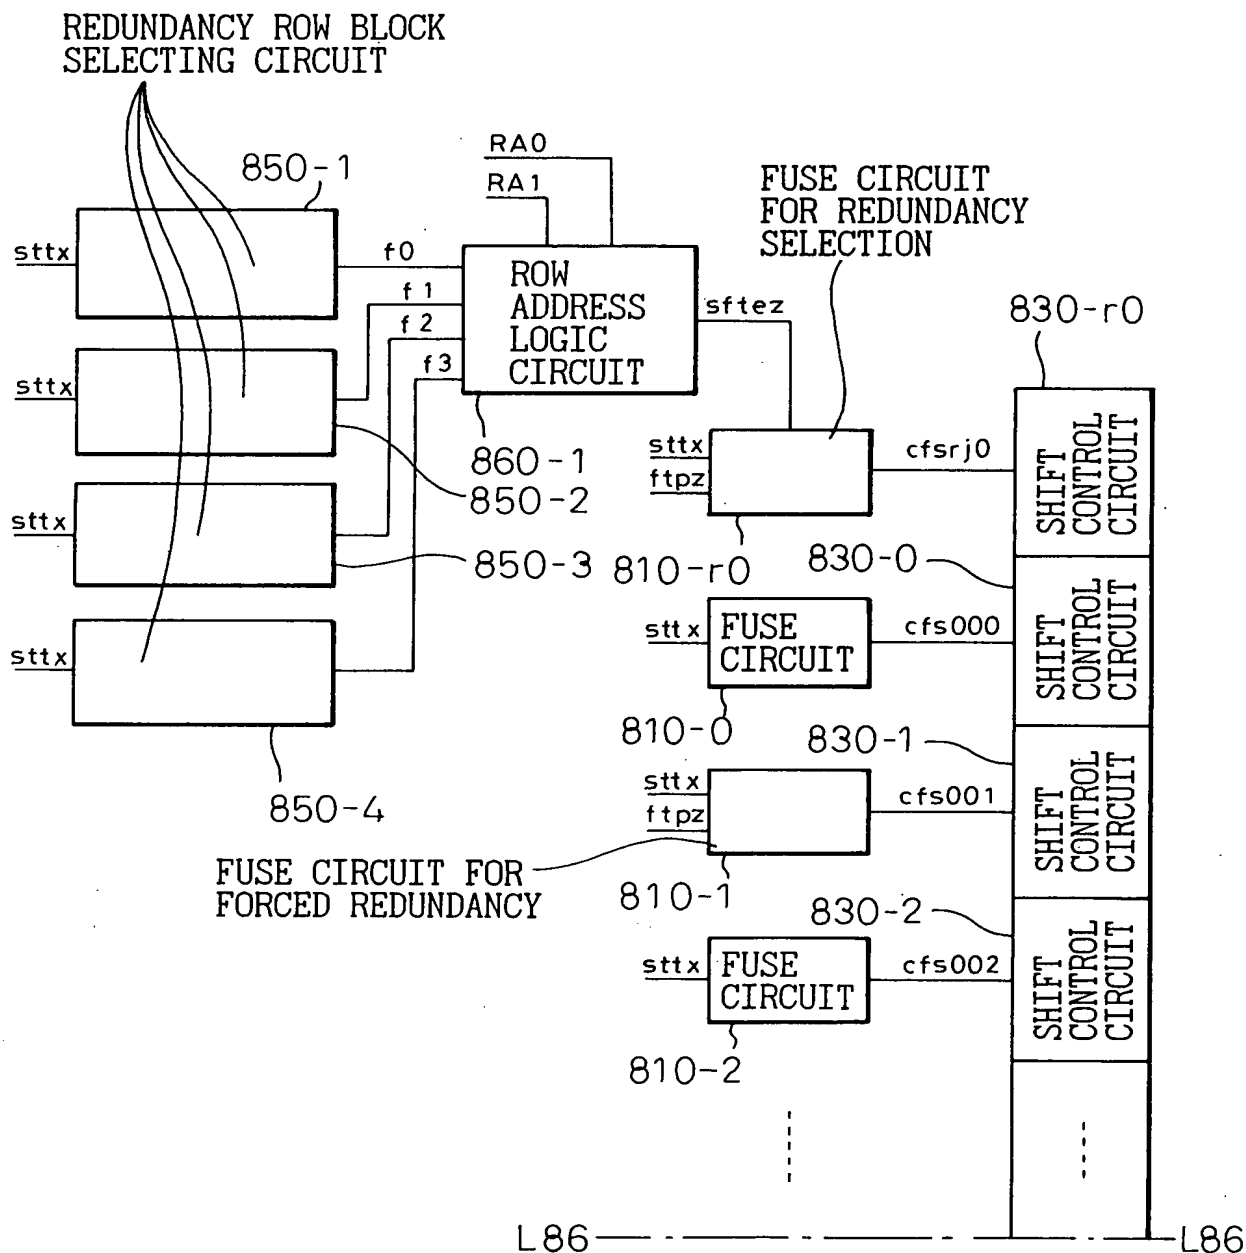 REDUNDANCY ROW BLOCK
SELECTING CIRCUIT
850-1
sttx
f0
RA0
RA1
ROW
ADDRESS
LOGIC
CIRCUIT
860-1
sftez
FUSE CIRCUIT
FOR REDUNDANCY
SELECTION
830-r0
sttx
f1
850-2
sttx
f2
850-3
sttx
f3
850-4
sttx
ftpz
810-r0
cfsrj0
SHIFT
CONTROL
CIRCUIT
830-0
sttx
FUSE
CIRCUIT
810-0
cfs000
SHIFT
CONTROL
CIRCUIT
830-1
sttx
ftpz
810-1
cfs001
SHIFT
CONTROL
CIRCUIT
FUSE CIRCUIT FOR
FORCED REDUNDANCY
830-2
sttx
FUSE
CIRCUIT
810-2
cfs002
SHIFT
CONTROL
CIRCUIT
L86
L86